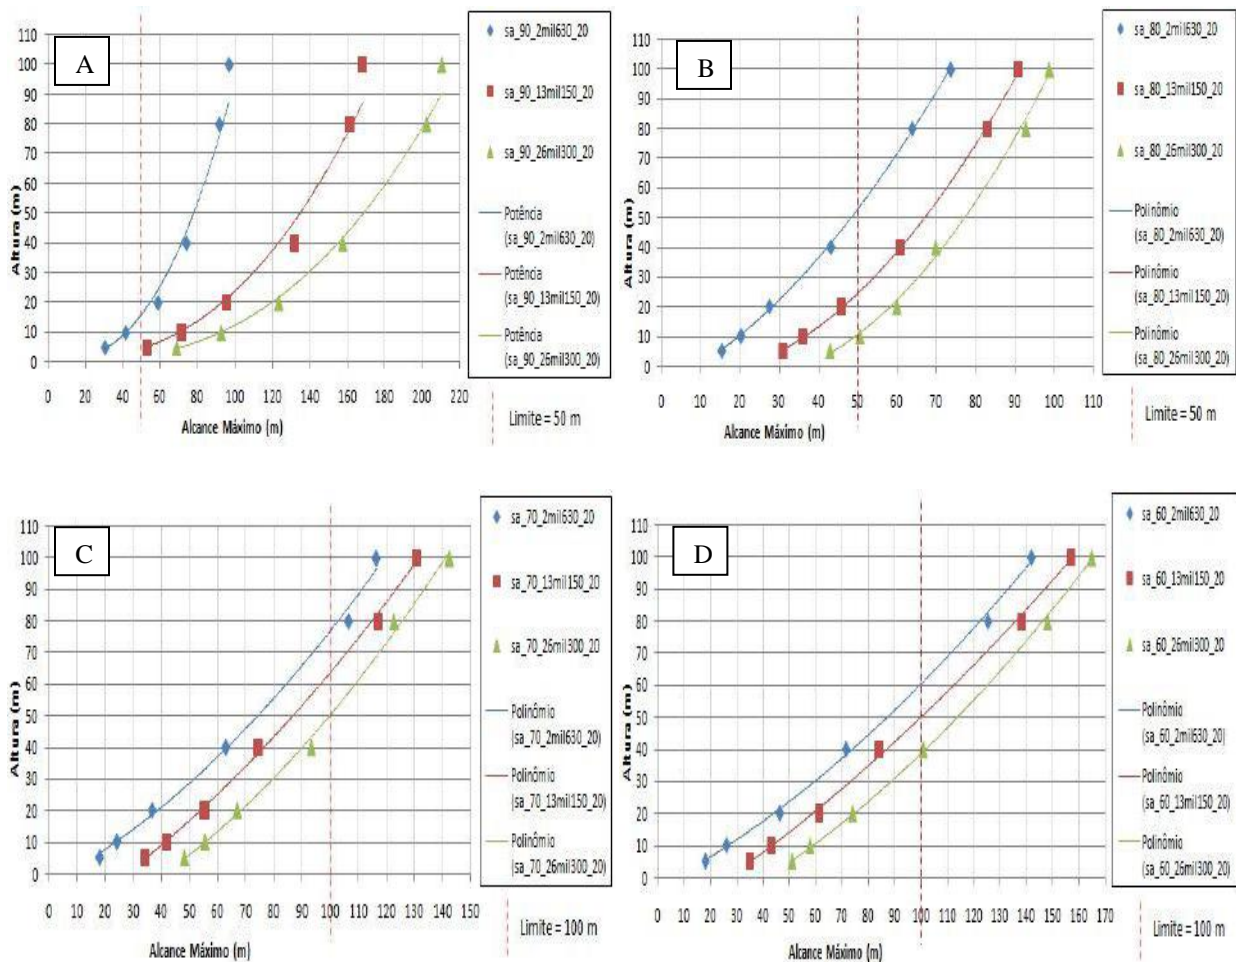 A
Altura (m)
110
100
90
80
70
60
50
40
30
20
10
0
0 20 40 60 80 100 120 140 160 180 200 220
Alcance Máximo (m)
sa_90_2mil630_20
sa_90_13mil150_20
sa_90_26mil300_20
Potência
(sa_90_2mil630_20)
Potência
(sa_90_13mil150_20)
Potência
(sa_90_26mil300_20)
Limite = 50 m
B
Altura (m)
110
100
90
80
70
60
50
40
30
20
10
0
0 10 20 30 40 50 60 70 80 90 100 110
Alcance Máximo (m)
sa_80_2mil630_20
sa_80_13mil150_20
sa_80_26mil300_20
Polinômio
(sa_80_2mil630_20)
Polinômio
(sa_80_13mil150_20)
Polinômio
(sa_80_26mil300_20)
Limite = 50 m
C
Altura (m)
110
100
90
80
70
60
50
40
30
20
10
0
0 10 20 30 40 50 60 70 80 90 100 110 120 130 140 150
Alcance Máximo (m)
sa_70_2mil630_20
sa_70_13mil150_20
sa_70_26mil300_20
Polinômio
(sa_70_2mil630_20)
Polinômio
(sa_70_13mil150_20)
Polinômio
(sa_70_26mil300_20)
Limite = 100 m
D
Altura (m)
110
100
90
80
70
60
50
40
30
20
10
0
0 10 20 30 40 50 60 70 80 90 100 110 120 130 140 150 160 170
Alcance Máximo (m)
sa_60_2mil630_20
sa_60_13mil150_20
sa_60_26mil300_20
Polinômio
(sa_60_2mil630_20)
Polinômio
(sa_60_13mil150_20)
Polinômio
(sa_60_26mil300_20)
Limite = 100 m